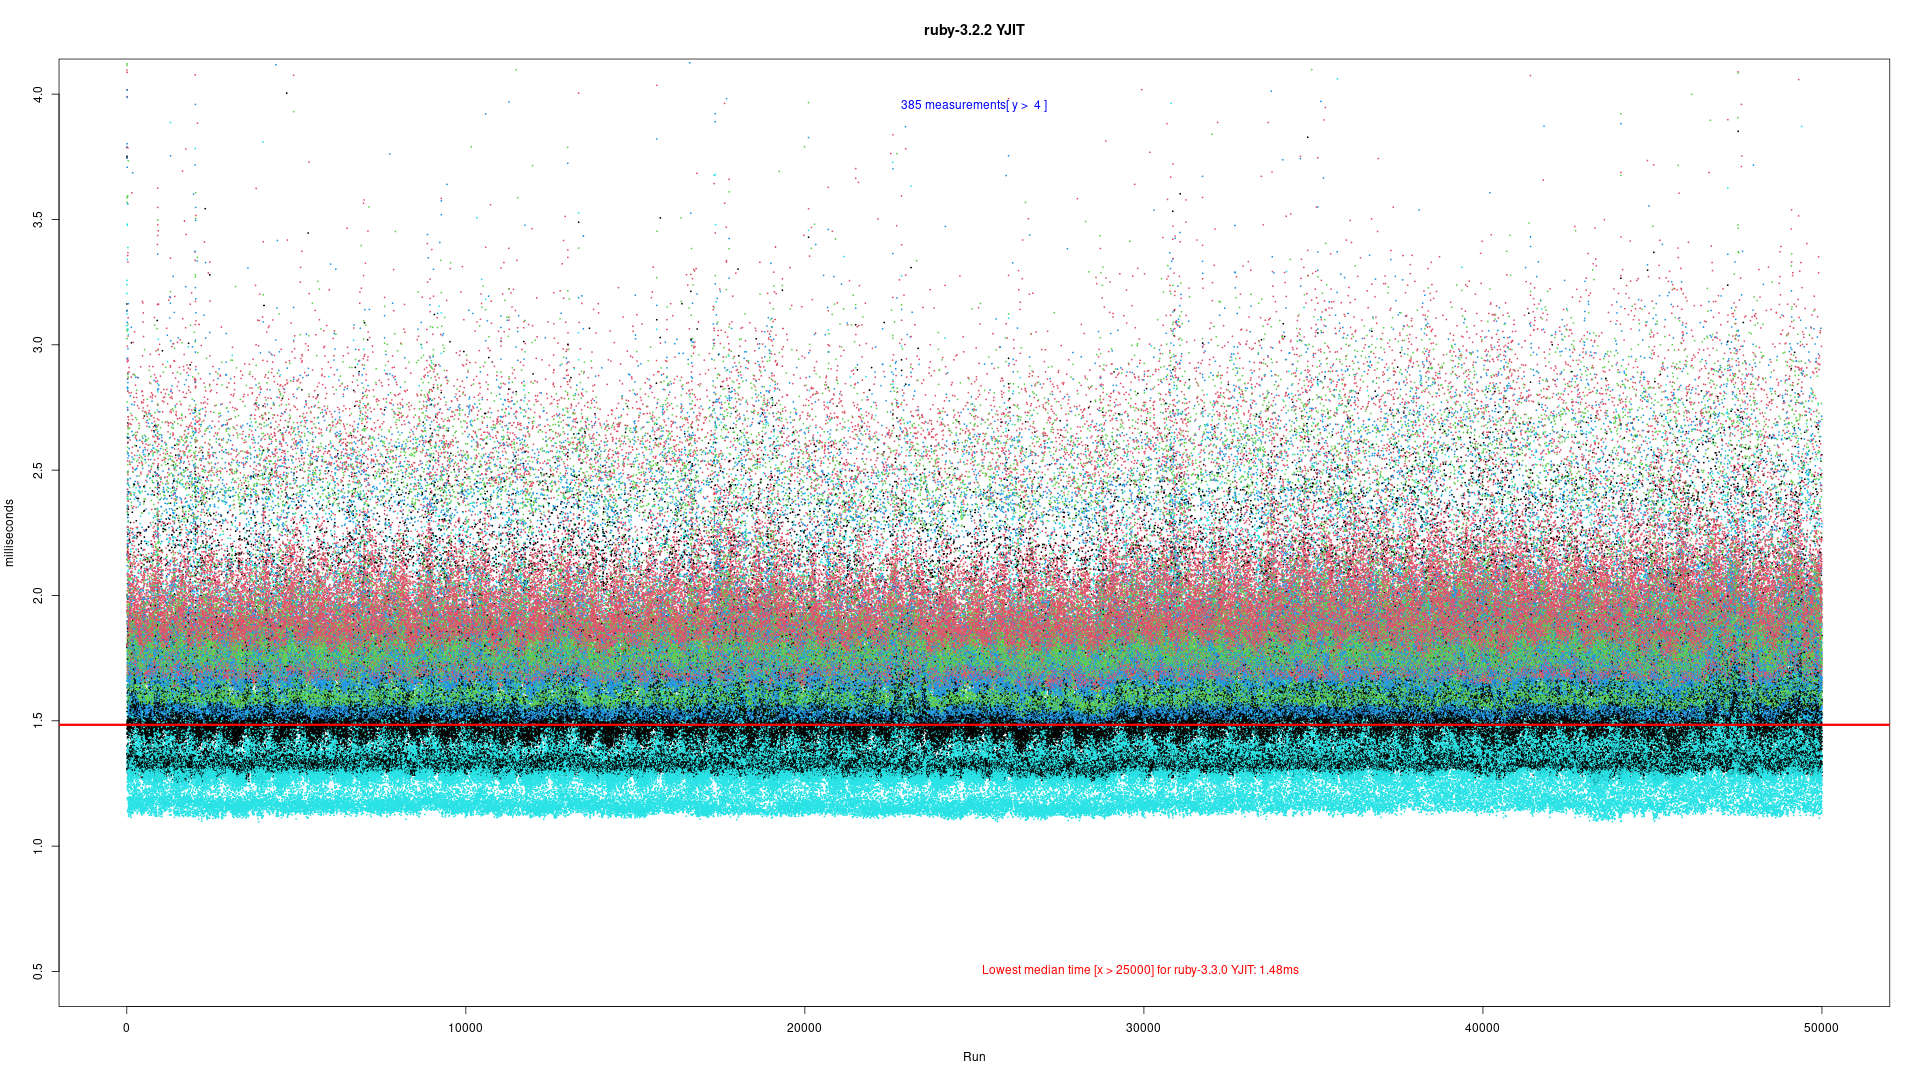 ruby-3.2.2 YJIT
385 measurements[ y > 4 ]
4.0
3.5
3.0
2.5
2.0
1.5
1.0
0.5
milliseconds
Lowest median time [x > 25000] for ruby-3.3.0 YJIT: 1.48ms
0 10000 20000 30000 40000 50000
Run